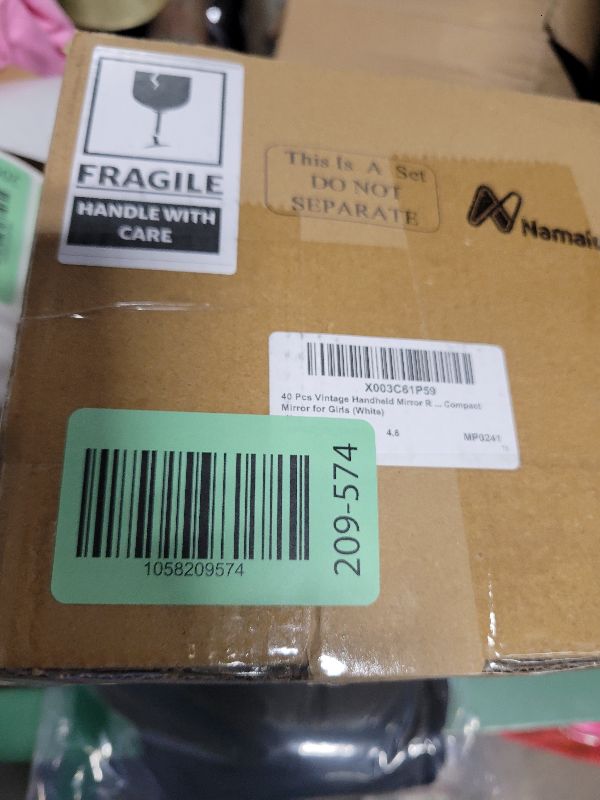 FRAGILE
HANDLE WITH
CARE
This Is A Set
DO NOT
SEPARATE
X003C61P59
40 Pcs Vintage Handheld Mirror R ... Compact
Mirror for Girls (White)
4.6
MP0241
1058209574
209-574